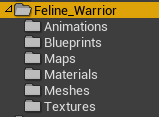 Feline_Warrior
Animations
Blueprints
Maps
Materials
Meshes
Textures